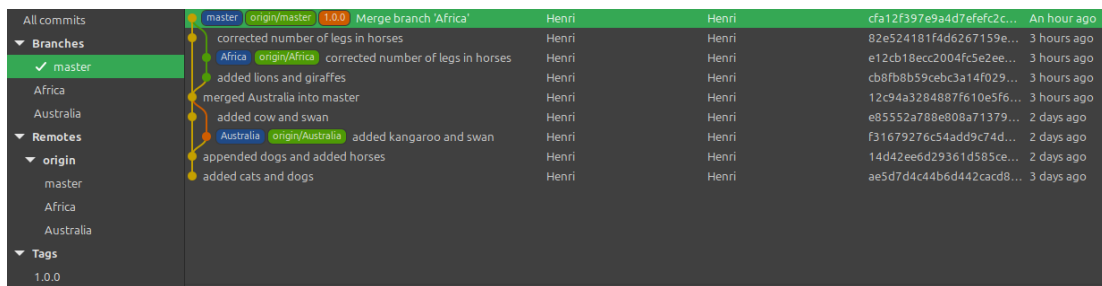 All commits
Branches
master
Africa
Australia
Remotes
origin
master
Africa
Australia
Tags
1.0.0
master origin/master 1.0.0 Merge branch 'Africa' Henri Henri cfa12f397e9a4d7efefc2c... An hour ago
corrected number of legs in horses Henri Henri 82e524181f4d6267159e... 3 hours ago
Africa origin/Africa corrected number of legs in horses Henri Henri e12cb18ecc2004fc5e2ee... 3 hours ago
added lions and giraffes Henri Henri cb8fb8b59cebc3a14f029... 3 hours ago
merged Australia into master Henri Henri 12c94a3284887f610e5f6... 3 hours ago
added cow and swan Henri Henri e85552a788e808a71379... 2 days ago
Australia origin/Australia added kangaroo and swan Henri Henri f31679276c54add9c74d... 2 days ago
appended dogs and added horses Henri Henri 14d42ee6d29361d585ce... 2 days ago
added cats and dogs Henri Henri ae5d7d4c44b6d442cacd8... 3 days ago